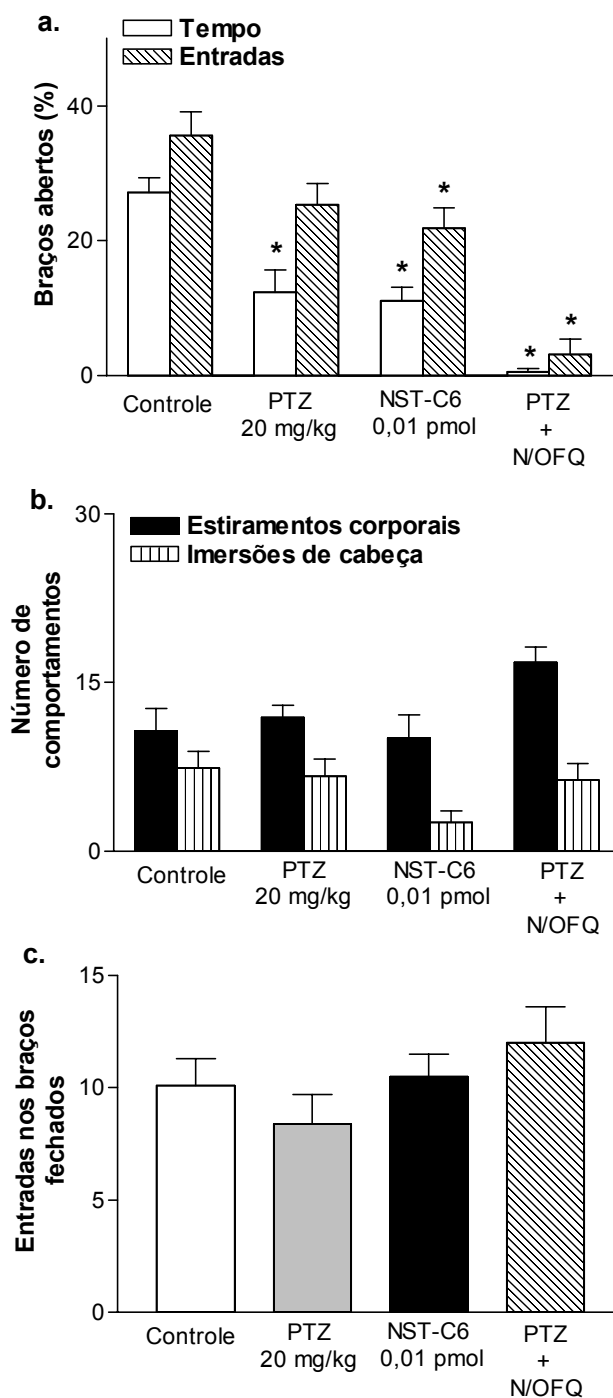 a.
Tempo
Entradas
Braços abertos (%)
40
20
0
*
*
*
*
*
Controle
PTZ
20 mg/kg
NST-C6
0,01 pmol
PTZ
+
N/OFQ
b.
Estiramentos corporais
Imersões de cabeça
Número de
comportamentos
30
15
0
Controle
PTZ
20 mg/kg
NST-C6
0,01 pmol
PTZ
+
N/OFQ
c.
Entradas nos braços
fechados
15
10
5
0
Controle
PTZ
20 mg/kg
NST-C6
0,01 pmol
PTZ
+
N/OFQ